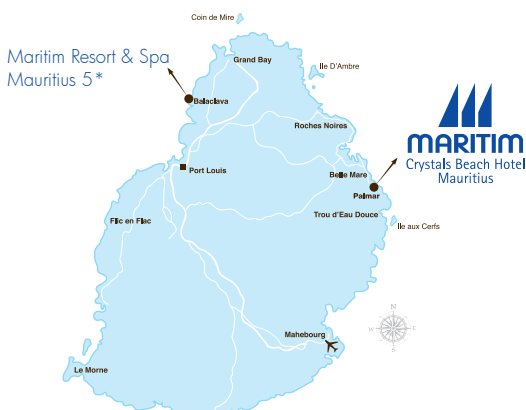 Coin de Mire
Maritim Resort & Spa
Mauritius 5*
Grand Bay
Ile D'Ambre
Balaclava
Roches Noires
MARITIM
Crystals Beach Hotel
Mauritius
Port Louis
Belle Mare
Palmar
Trou d'Eau Douce
Flic en Flac
Ile aux Cerfs
N
W
E
S
Mahebourg
Le Morne